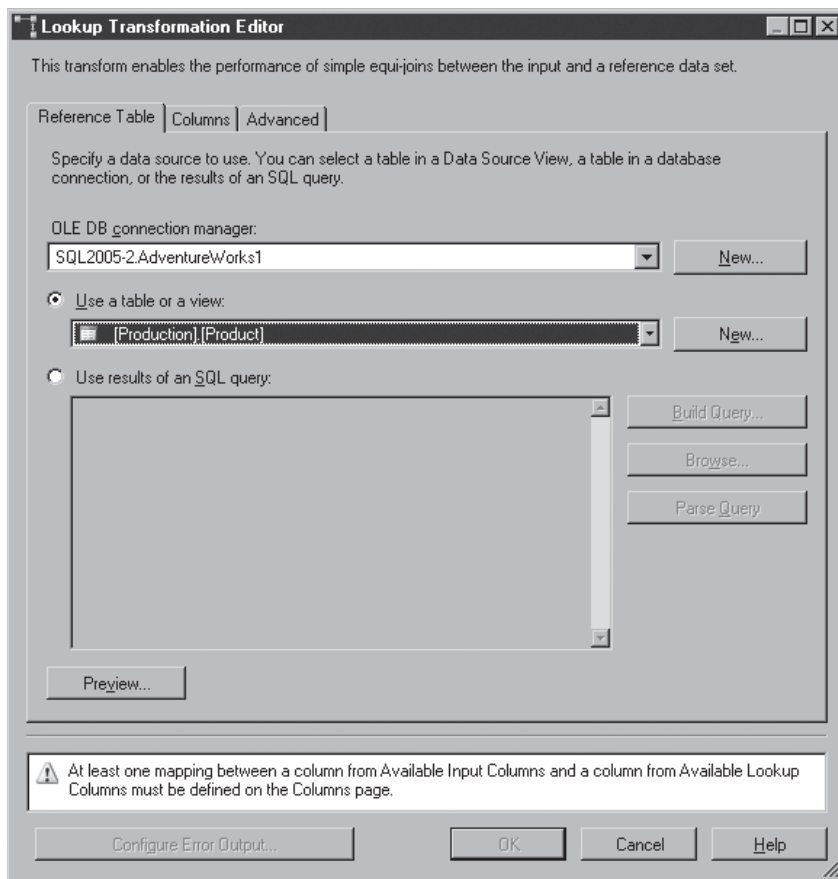 Lookup Transformation Editor
This transform enables the performance of simple equi-joins between the input and a reference data set.
Reference Table Columns Advanced
Specify a data source to use. You can select a table in a Data Source View, a table in a database
connection, or the results of an SQL query.
OLE DB connection manager:
SQL2005-2.AdventureWorks1 New...
Use a table or a view:
[Production].[Product] New...
Use results of an SQL query:
Build Query...
Browse...
Parse Query
Preview...
At least one mapping between a column from Available Input Columns and a column from Available Lookup
Columns must be defined on the Columns page.
Configure Error Output... OK Cancel Help